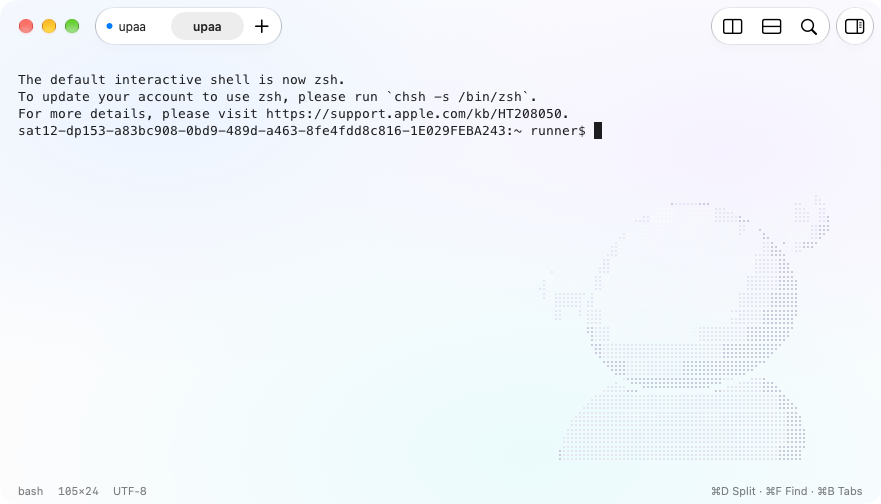 upaa
upaa
The default interactive shell is now zsh.
To update your account to use zsh, please run `chsh -s /bin/zsh`.
For more details, please visit https://support.apple.com/kb/HT208050.
sat12-dp153-a83bc908-0bd9-489d-a463-8fe4fdd8c816-1E029FEBA243:~ runner$
bash 105×24 UTF-8 ⌘D Split · ⌘F Find · ⌘B Tabs